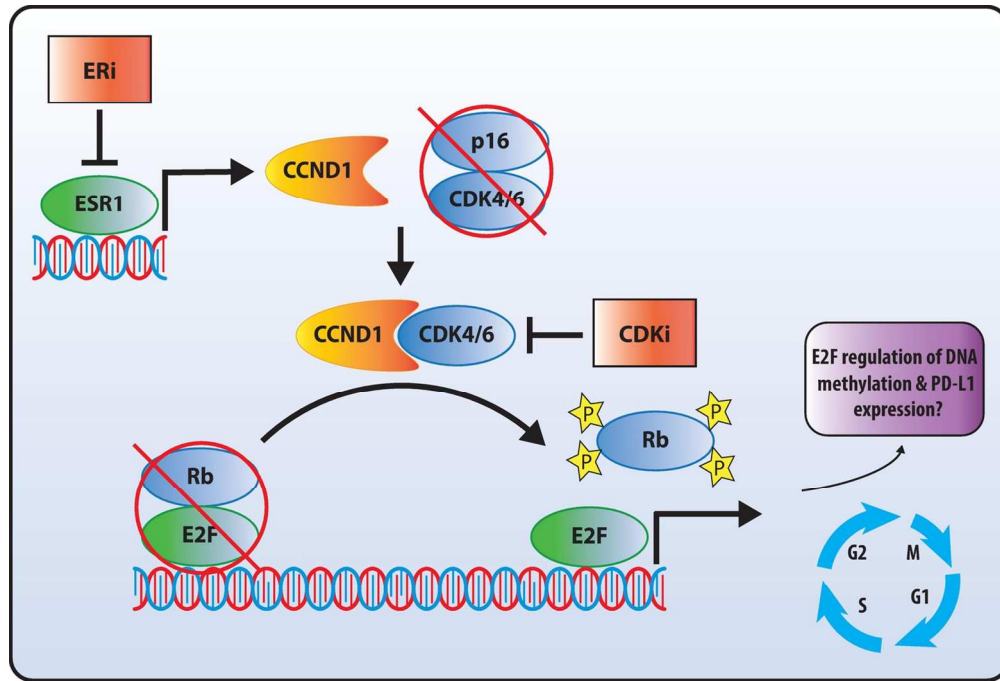 ERi
ESR1
CCND1
p16
CDK4/6
CCND1
CDK4/6
CDKi
E2F regulation of DNA
methylation & PD-L1
expression?
Rb
E2F
P
P
Rb
P
P
E2F
G2
M
S
G1